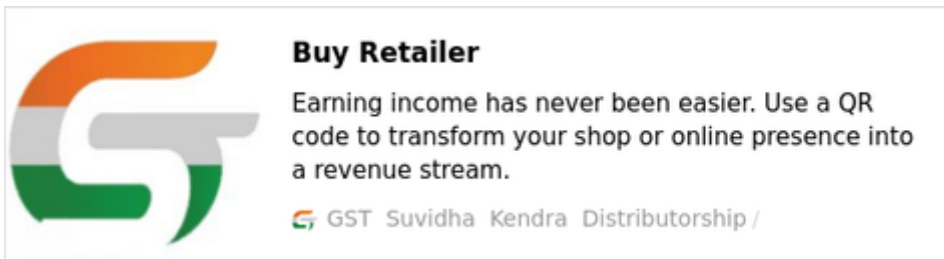 Buy Retailer
Earning income has never been easier. Use a QR
code to transform your shop or online presence into
a revenue stream.
GST Suvidha Kendra Distributorship /